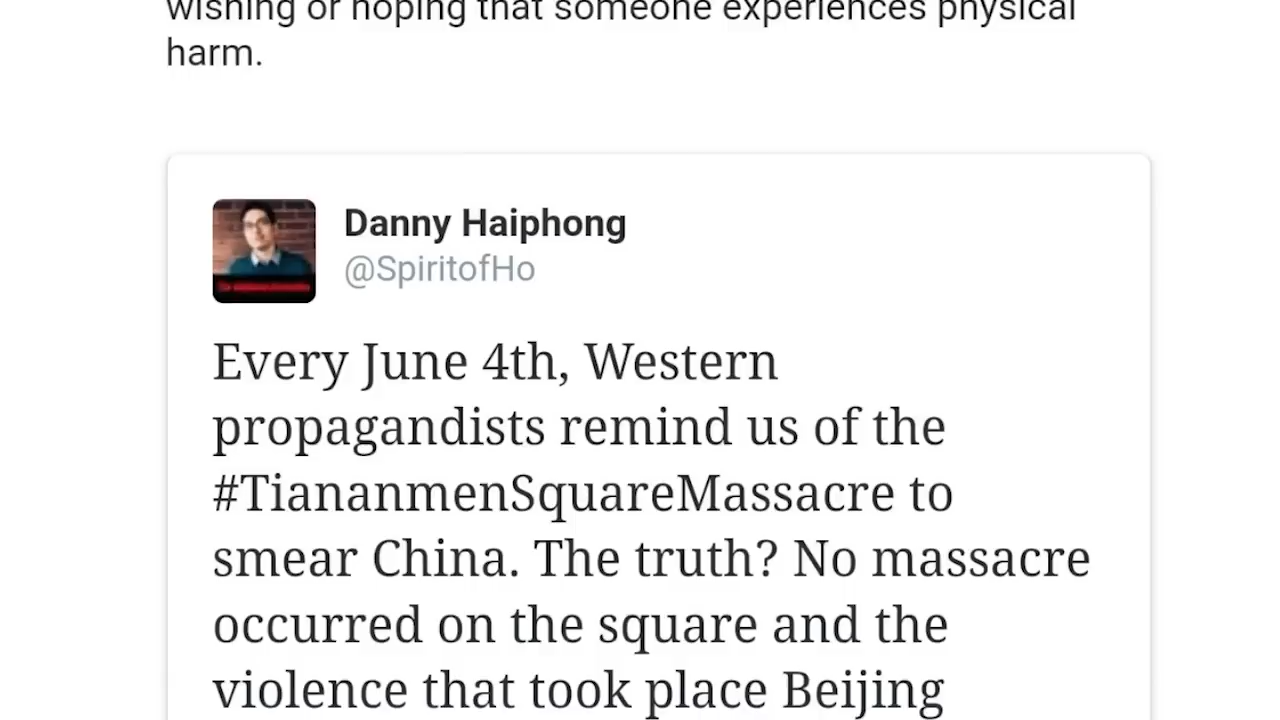 wishing or hoping that someone experiences physical
harm.
Danny Haiphong
@SpiritofHo
Every June 4th, Western
propagandists remind us of the
#TiananmenSquareMassacre to
smear China. The truth? No massacre
occurred on the square and the
violence that took place Beijing